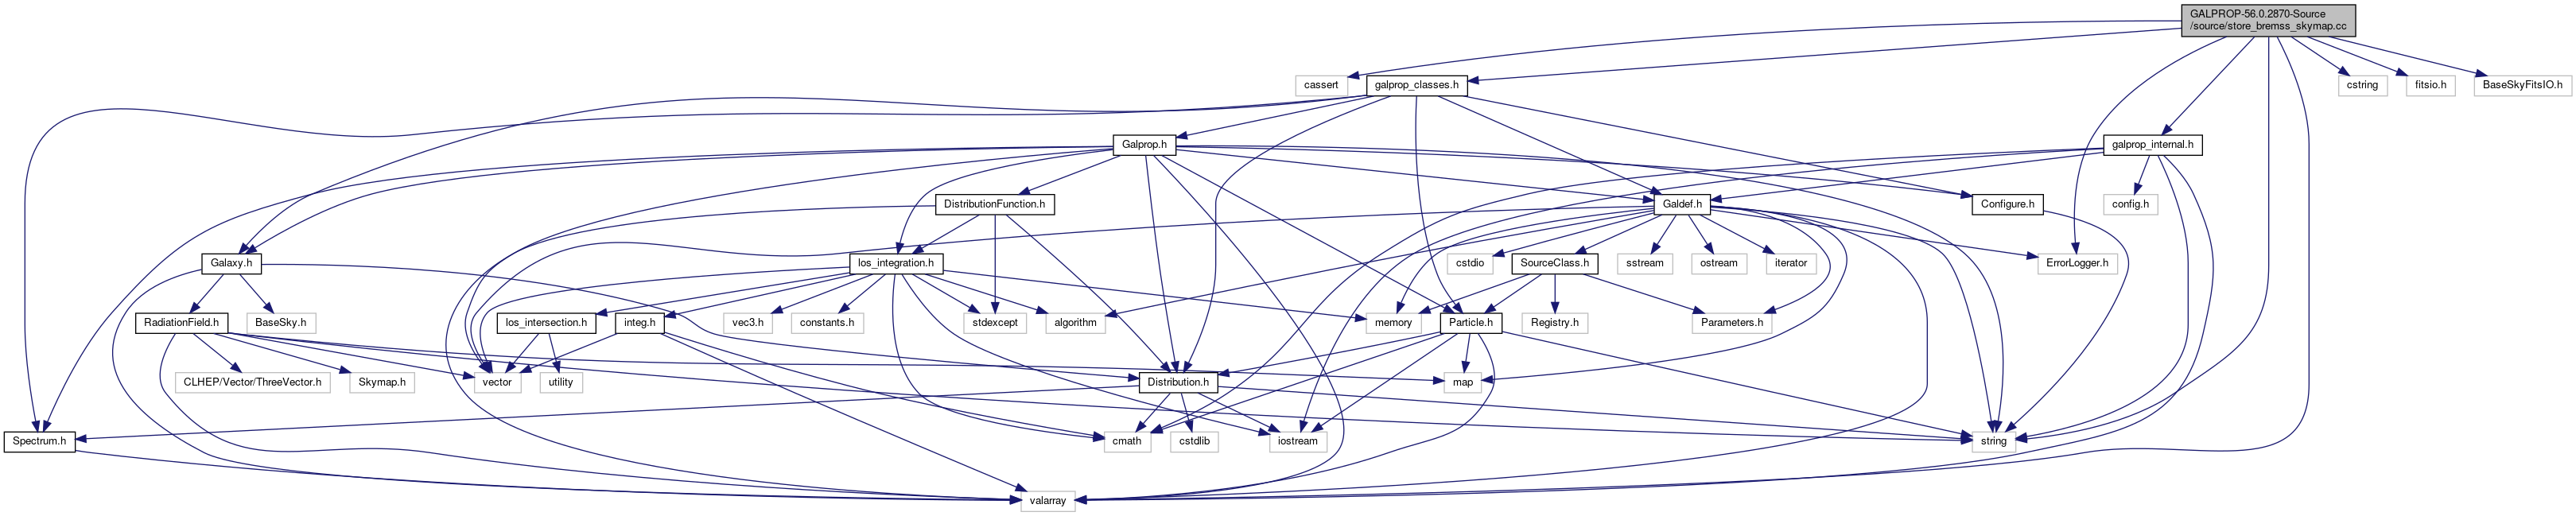 GALPROP-56.0.2870-Source
/source/store_bremss_skymap.cc
cassert
galprop_classes.h
cstring
fitsio.h
BaseSkyFitsIO.h
Galprop.h
galprop_internal.h
DistributionFunction.h
Galdef.h
Configure.h
config.h
Galaxy.h
los_integration.h
cstdio
SourceClass.h
sstream
ostream
iterator
ErrorLogger.h
RadiationField.h
BaseSky.h
los_intersection.h
integ.h
vec3.h
constants.h
stdexcept
algorithm
memory
Particle.h
Registry.h
Parameters.h
CLHEP/Vector/ThreeVector.h
Skymap.h
vector
utility
Distribution.h
map
Spectrum.h
cmath
cstdlib
iostream
string
valarray